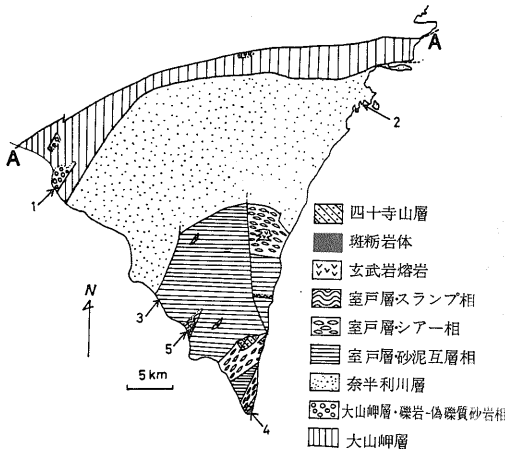 A
A
1
2
3
5
4
N
5 km
四十寺山層
斑粝岩体
玄武岩熔岩
室戸層・スランプ相
室戸層・シアー相
室戸層・砂泥互層相
奈半利川層
大山岬層・礫岩-偽礫質砂岩相
大山岬層